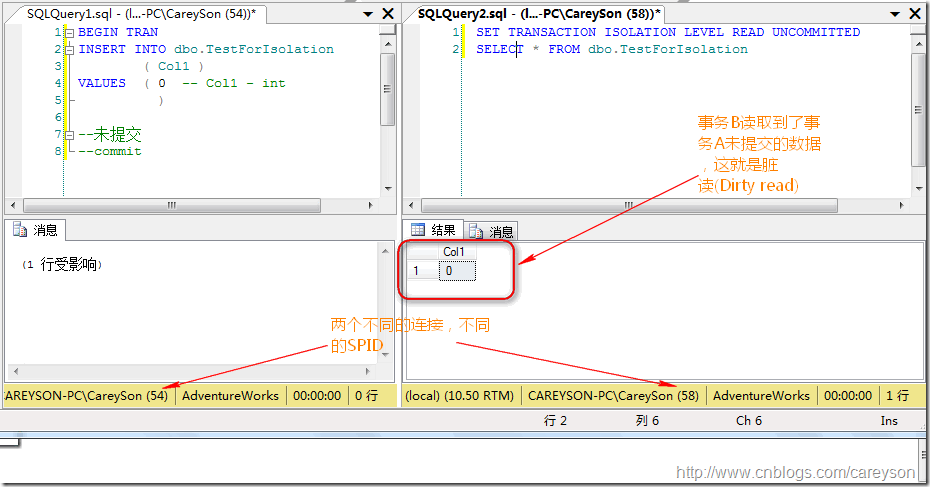 SQLQuery1.sql - (l...-PC\CareySon (54))*
1 BEGIN TRAN
2 INSERT INTO dbo.TestForIsolation
3 ( Col1 )
4 VALUES ( 0 -- Col1 - int
5 )
6
7 --未提交
8 --commit
消息
(1 行受影响)
CAREYSON-PC\CareySon (54) AdventureWorks 00:00:00 0 行
SQLQuery2.sql - (l...-PC\CareySon (58))*
1 SET TRANSACTION ISOLATION LEVEL READ UNCOMMITTED
2 SELECT * FROM dbo.TestForIsolation
事务B读取到了事
务A未提交的数据
，这就是脏
读(Dirty read)
结果 消息
Col1
1 0
两个不同的连接，不同
的SPID
(local) (10.50 RTM) CAREYSON-PC\CareySon (58) AdventureWorks 00:00:00 1 行
行 2 列 6 Ch 6 Ins
http://www.cnblogs.com/careyson